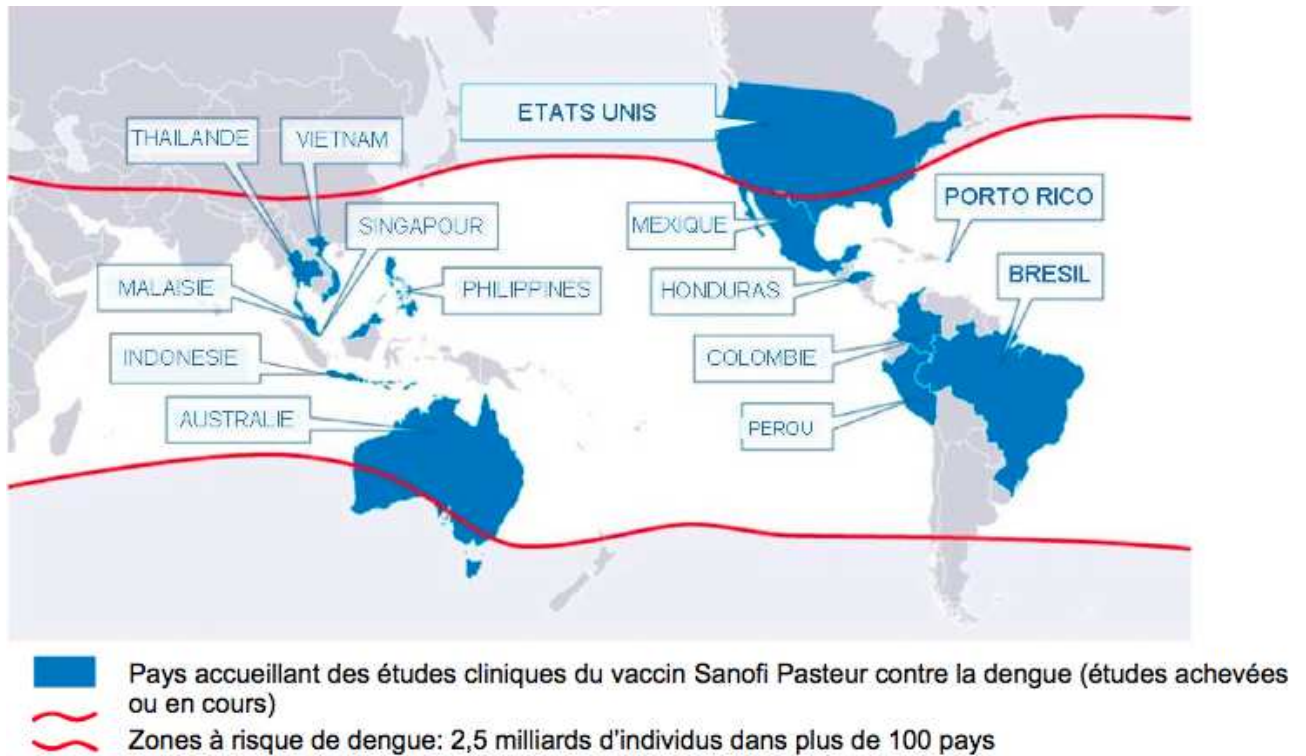 ETATS UNIS
THAILANDE
VIETNAM
PORTO RICO
SINGAPOUR
MEXIQUE
BRESIL
MALAISIE
PHILIPPINES
HONDURAS
INDONESIE
COLOMBIE
AUSTRALIE
PEROU
Pays accueillant des études cliniques du vaccin Sanofi Pasteur contre la dengue (études achevées
ou en cours)
Zones à risque de dengue: 2,5 milliards d'individus dans plus de 100 pays